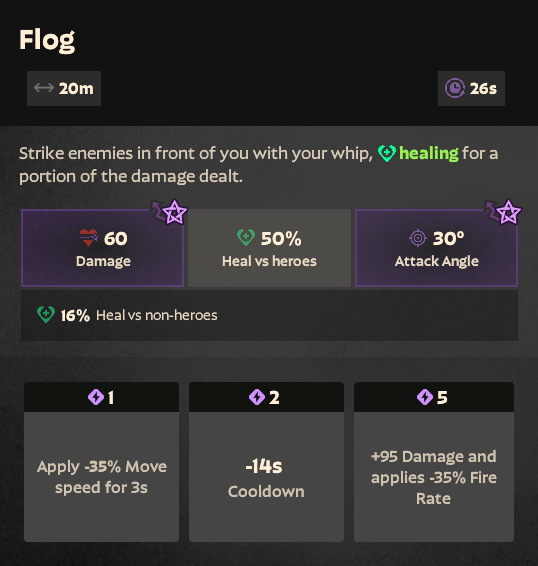 Flog
20m
26s
Strike enemies in front of you with your whip, healing for a
portion of the damage dealt.
60
Damage
50%
Heal vs heroes
30°
Attack Angle
16% Heal vs non-heroes
1
Apply -35% Move
speed for 3s
2
-14s
Cooldown
5
+95 Damage and
applies -35% Fire
Rate